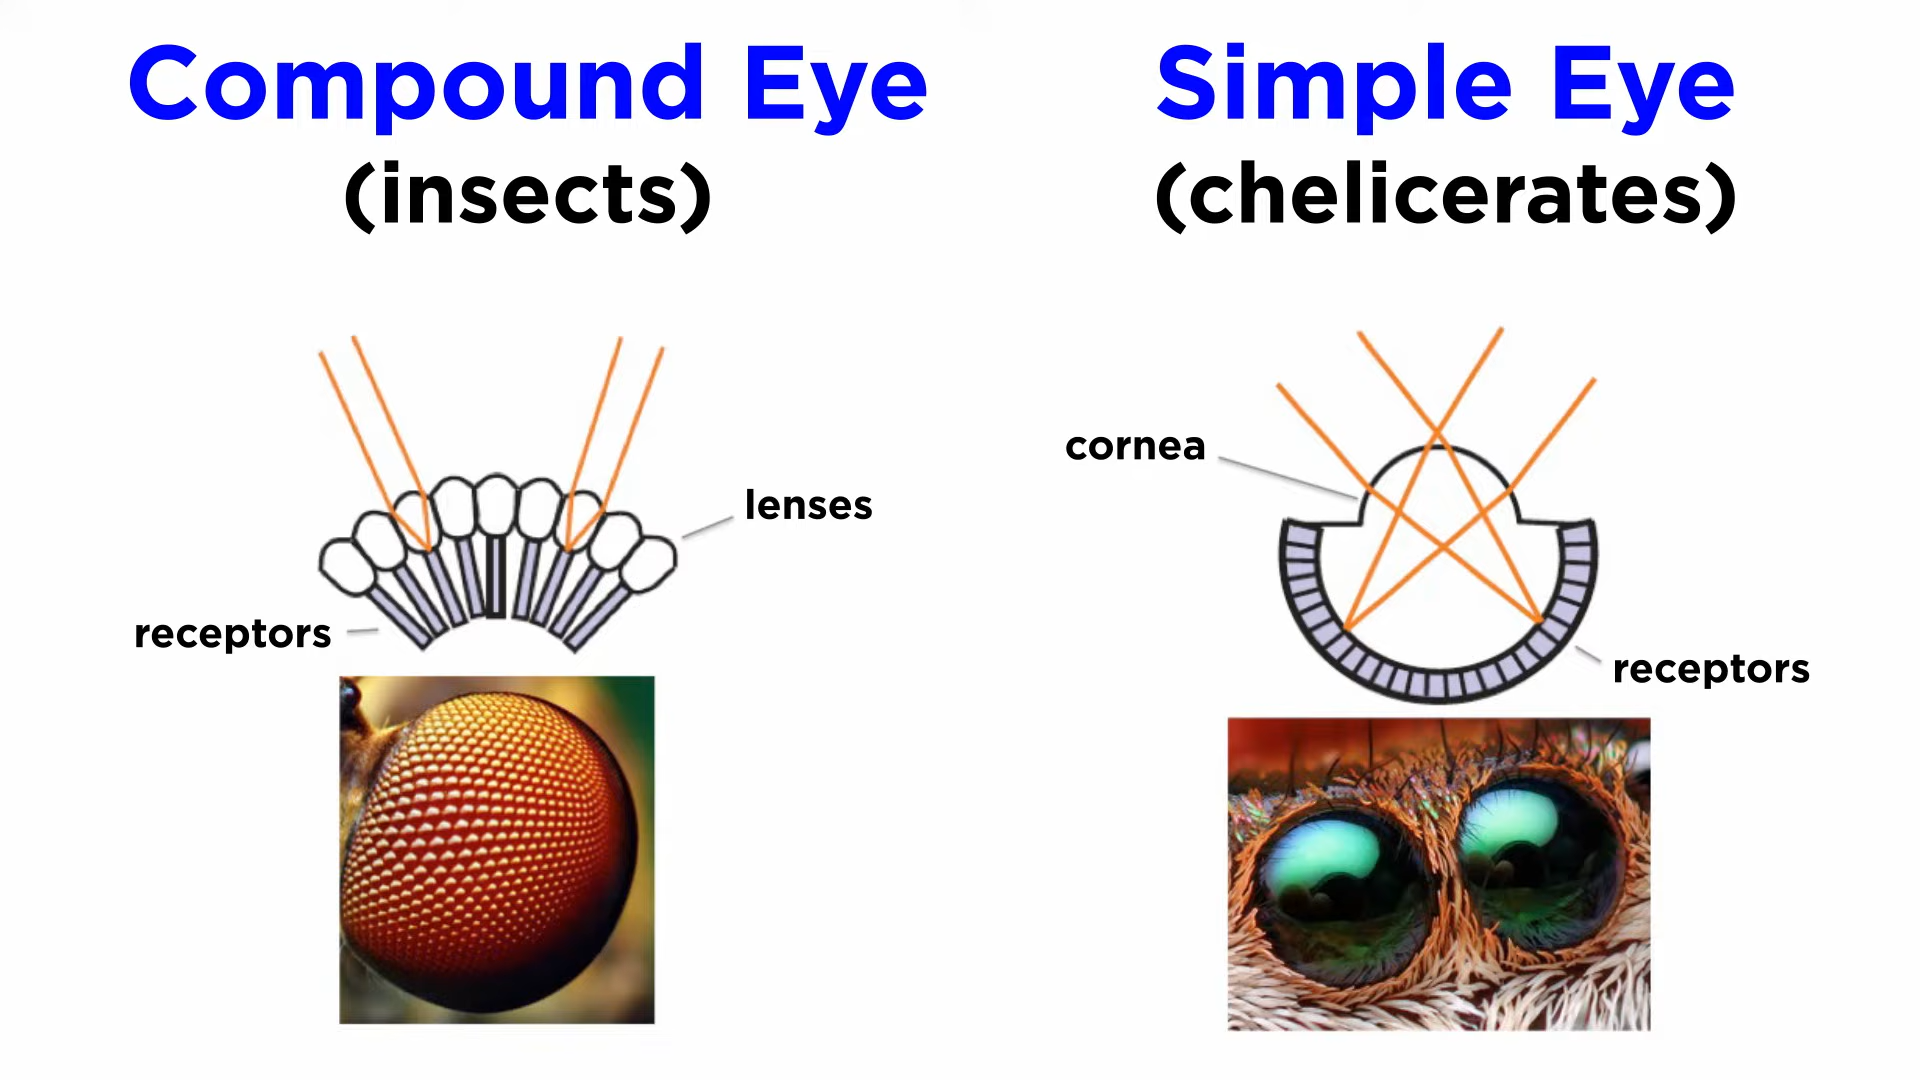 Compound Eye
(insects)
lenses
receptors
Simple Eye
(chelicerates)
cornea
receptors